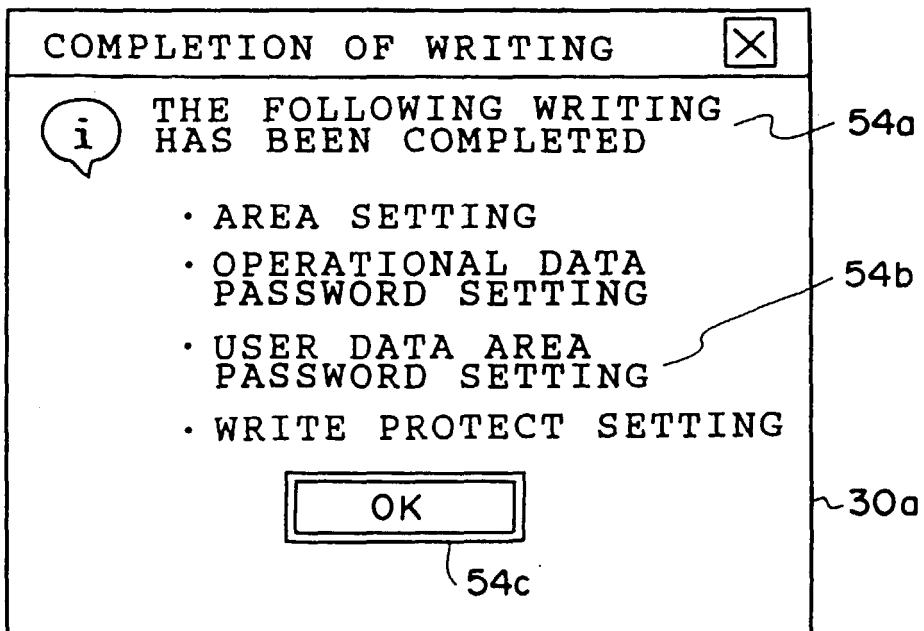 COMPLETION OF WRITING
i
THE FOLLOWING WRITING
HAS BEEN COMPLETED
54a
· AREA SETTING
· OPERATIONAL DATA
PASSWORD SETTING
54b
· USER DATA AREA
PASSWORD SETTING
· WRITE PROTECT SETTING
OK
30a
54c